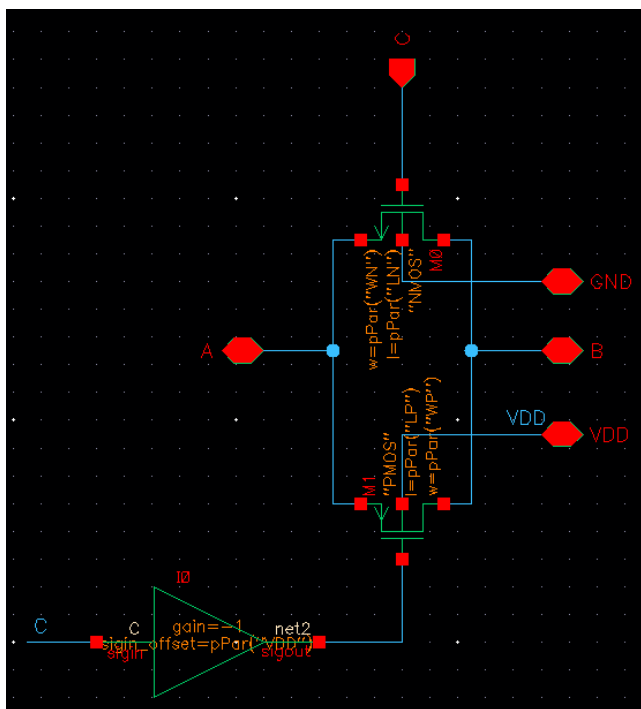 C
M0
w=pPar("WN")
l=pPar("LN")
"NMOS"
GND
A
B
VDD
VDD
M1
"PMOS"
l=pPar("LP")
w=pPar("WP")
I0
C
C
gain=-1
net2
sigin_offset=pPar("VDD")
sigin
sigout